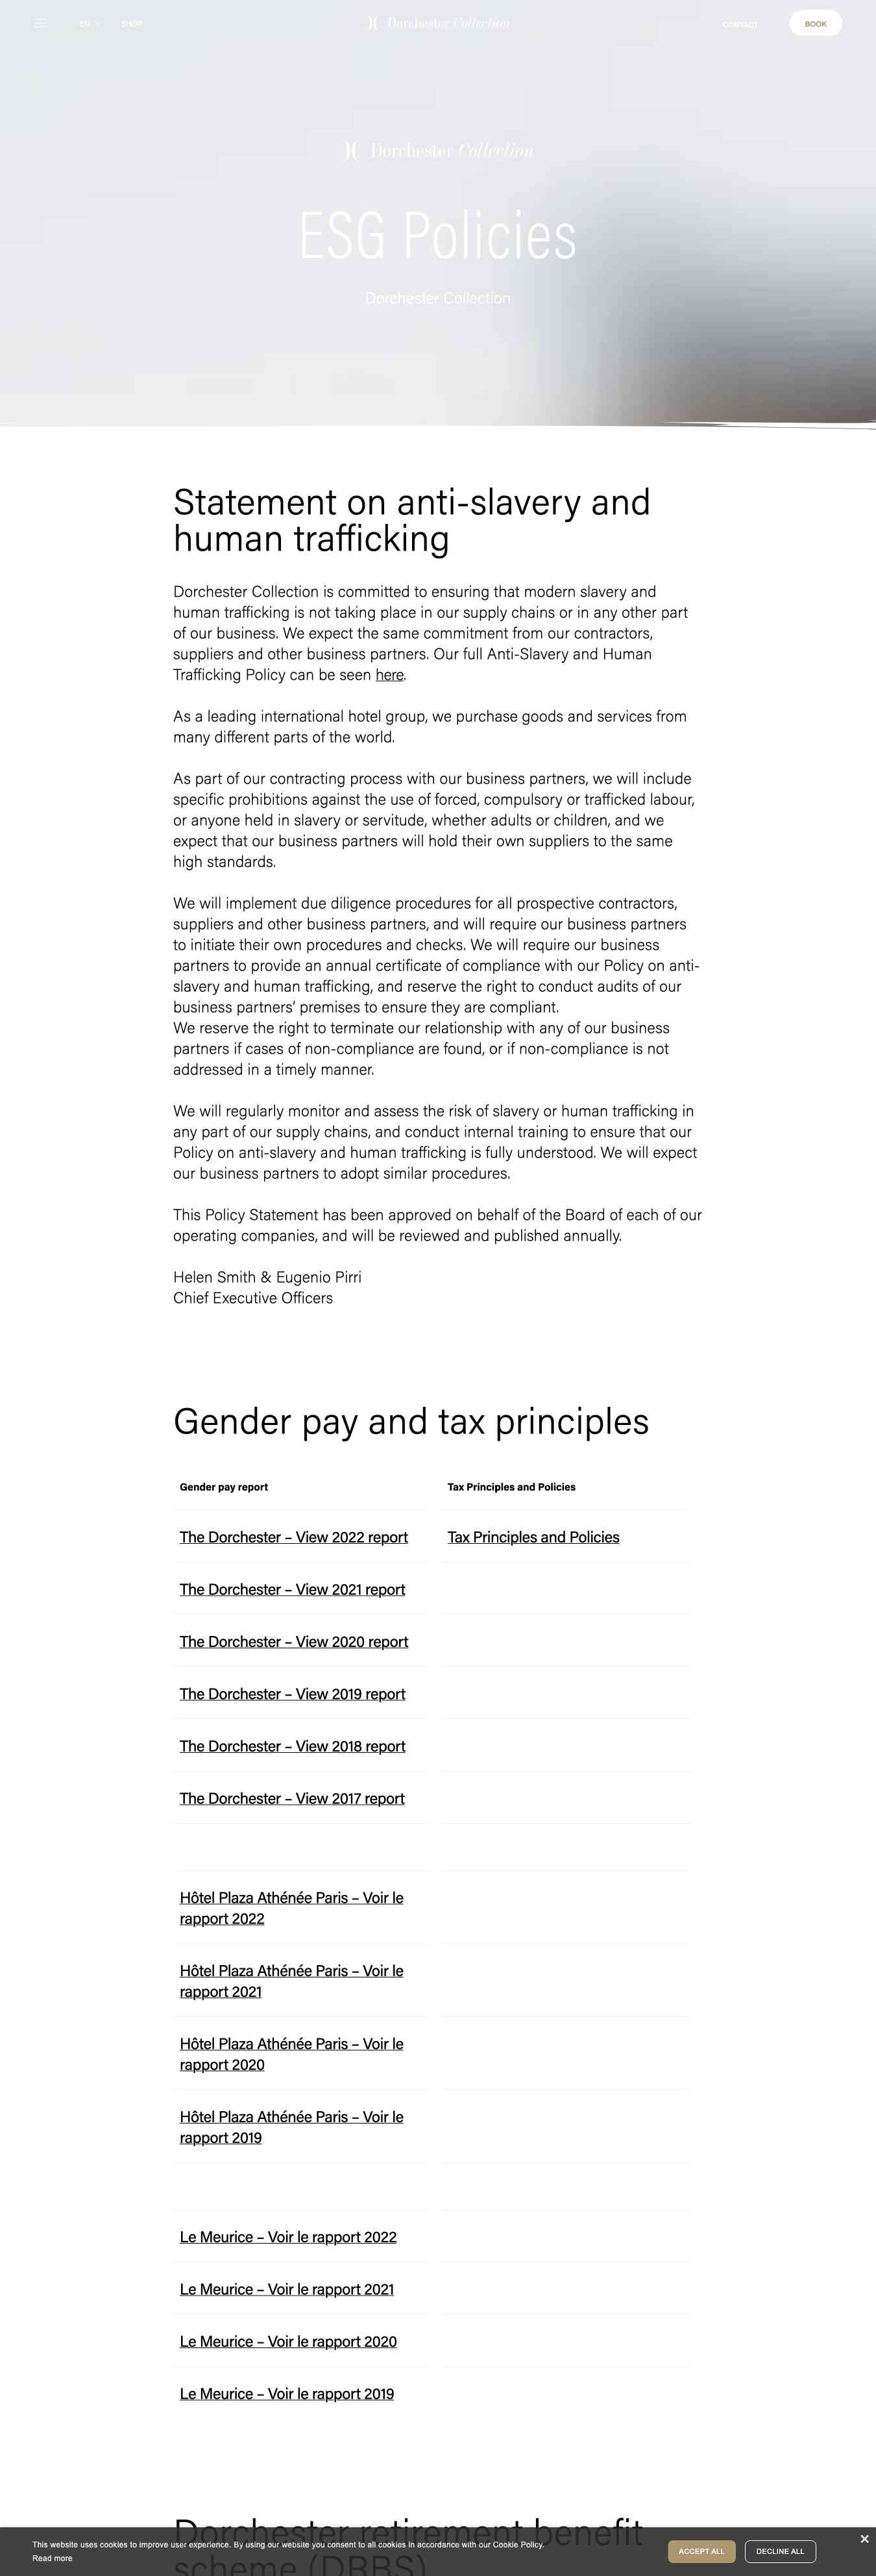 EN
SHOP
Dorchester Collection
CONTACT
BOOK
Dorchester Collection
ESG Policies
Dorchester Collection
Statement on anti-slavery and
human trafficking
Dorchester Collection is committed to ensuring that modern slavery and
human trafficking is not taking place in our supply chains or in any other part
of our business. We expect the same commitment from our contractors,
suppliers and other business partners. Our full Anti-Slavery and Human
Trafficking Policy can be seen here.
As a leading international hotel group, we purchase goods and services from
many different parts of the world.
As part of our contracting process with our business partners, we will include
specific prohibitions against the use of forced, compulsory or trafficked labour,
or anyone held in slavery or servitude, whether adults or children, and we
expect that our business partners will hold their own suppliers to the same
high standards.
We will implement due diligence procedures for all prospective contractors,
suppliers and other business partners, and will require our business partners
to initiate their own procedures and checks. We will require our business
partners to provide an annual certificate of compliance with our Policy on anti-
slavery and human trafficking, and reserve the right to conduct audits of our
business partners’ premises to ensure they are compliant.
We reserve the right to terminate our relationship with any of our business
partners if cases of non-compliance are found, or if non-compliance is not
addressed in a timely manner.
We will regularly monitor and assess the risk of slavery or human trafficking in
any part of our supply chains, and conduct internal training to ensure that our
Policy on anti-slavery and human trafficking is fully understood. We will expect
our business partners to adopt similar procedures.
This Policy Statement has been approved on behalf of the Board of each of our
operating companies, and will be reviewed and published annually.
Helen Smith & Eugenio Pirri
Chief Executive Officers
Gender pay and tax principles
Gender pay report
Tax Principles and Policies
The Dorchester – View 2022 report
Tax Principles and Policies
The Dorchester – View 2021 report
The Dorchester – View 2020 report
The Dorchester – View 2019 report
The Dorchester – View 2018 report
The Dorchester – View 2017 report
Hôtel Plaza Athénée Paris – Voir le
rapport 2022
Hôtel Plaza Athénée Paris – Voir le
rapport 2021
Hôtel Plaza Athénée Paris – Voir le
rapport 2020
Hôtel Plaza Athénée Paris – Voir le
rapport 2019
Le Meurice – Voir le rapport 2022
Le Meurice – Voir le rapport 2021
Le Meurice – Voir le rapport 2020
Le Meurice – Voir le rapport 2019
Dorchester retirement benefit
scheme (DRBS)
This website uses cookies to improve user experience. By using our website you consent to all cookies in accordance with our Cookie Policy.
Read more
ACCEPT ALL
DECLINE ALL